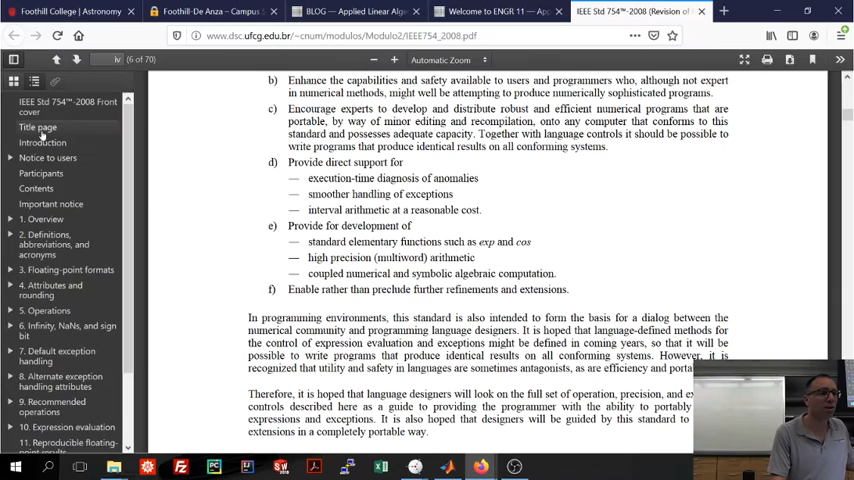 Foothill College | Astronomy
Foothill-De Anza – Campus S
BLOG — Applied Linear Alge
Welcome to ENGR 11 — Appli
IEEE Std 754™-2008 (Revision of
www.dsc.ufcg.edu.br/~cnum/modulos/Modulo2/IEEE754_2008.pdf
iv (6 of 70) Automatic Zoom
IEEE Std 754™-2008 Front
cover
Title page
Introduction
Notice to users
Participants
Contents
Important notice
1. Overview
2. Definitions,
abbreviations, and
acronyms
3. Floating-point formats
4. Attributes and
rounding
5. Operations
6. Infinity, NaNs, and sign
bit
7. Default exception
handling
8. Alternate exception
handling attributes
9. Recommended
operations
10. Expression evaluation
11. Reproducible floating-
b) Enhance the capabilities and safety available to users and programmers who, although not expert
in numerical methods, might well be attempting to produce numerically sophisticated programs.
c) Encourage experts to develop and distribute robust and efficient numerical programs that are
portable, by way of minor editing and recompilation, onto any computer that conforms to this
standard and possesses adequate capacity. Together with language controls it should be possible to
write programs that produce identical results on all conforming systems.
d) Provide direct support for
— execution-time diagnosis of anomalies
— smoother handling of exceptions
— interval arithmetic at a reasonable cost.
e) Provide for development of
— standard elementary functions such as exp and cos
— high precision (multiword) arithmetic
— coupled numerical and symbolic algebraic computation.
f) Enable rather than preclude further refinements and extensions.
In programming environments, this standard is also intended to form the basis for a dialog between the
numerical community and programming language designers. It is hoped that language-defined methods for
the control of expression evaluation and exceptions might be defined in coming years, so that it will be
possible to write programs that produce identical results on all conforming systems. However, it is
recognized that utility and safety in languages are sometimes antagonists, as are efficiency and porta
Therefore, it is hoped that language designers will look on the full set of operation, precision, and ex
controls described here as a guide to providing the programmer with the ability to portably
expressions and exceptions. It is also hoped that designers will be guided by this standard to
extensions in a completely portable way.